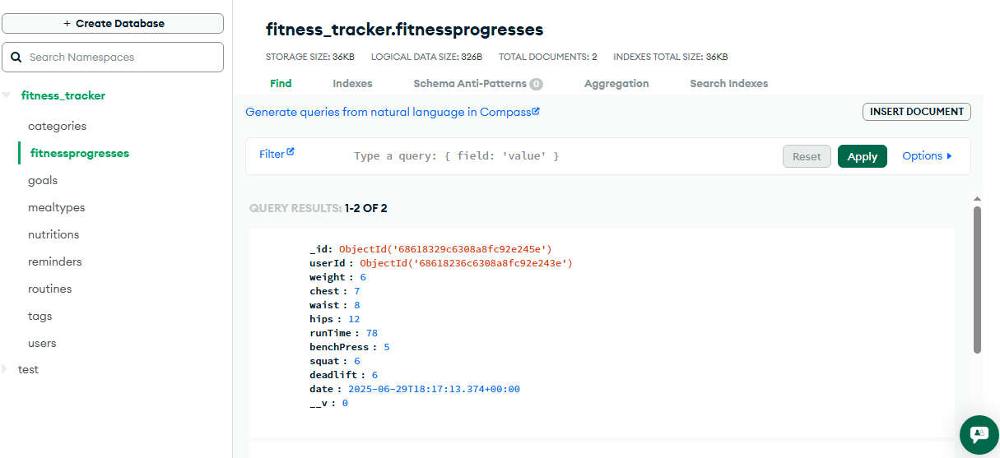 + Create Database
Search Namespaces
fitness_tracker
categories
fitnessprogresses
goals
mealtypes
nutritions
reminders
routines
tags
users
test
fitness_tracker.fitnessprogresses
STORAGE SIZE: 36KB LOGICAL DATA SIZE: 326B TOTAL DOCUMENTS: 2 INDEXES TOTAL SIZE: 36KB
Find Indexes Schema Anti-Patterns 0 Aggregation Search Indexes
Generate queries from natural language in Compass
INSERT DOCUMENT
Filter Type a query: { field: 'value' } Reset Apply Options
QUERY RESULTS: 1-2 OF 2
_id: ObjectId('68618329c6308a8fc92e245e')
userId : ObjectId('68618236c6308a8fc92e243e')
weight : 6
chest : 7
waist : 8
hips : 12
runTime : 78
benchPress : 5
squat : 6
deadlift : 6
date : 2025-06-29T18:17:13.374+00:00
__v : 0